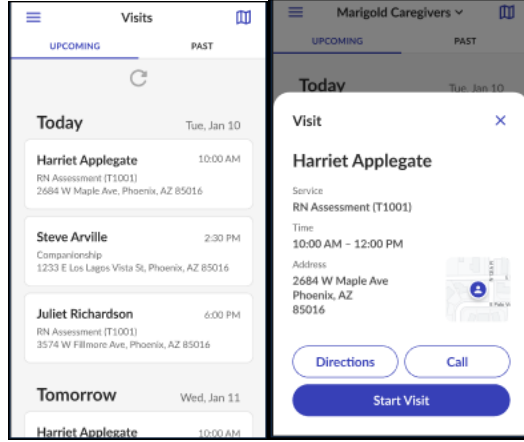 Visits
UPCOMING
PAST
Today
Tue, Jan 10
Harriet Applegate
10:00 AM
RN Assessment (T1001)
2684 W Maple Ave, Phoenix, AZ 85016
Steve Arville
2:30 PM
Companionship
1233 E Los Lagos Vista St, Phoenix, AZ 85016
Juliet Richardson
6:00 PM
RN Assessment (T1001)
3574 W Fillmore Ave, Phoenix, AZ 85016
Tomorrow
Wed, Jan 11
Harriet Applegate
10:00 AM
Marigold Caregivers
UPCOMING
PAST
Today
Tue, Jan 10
Visit
Harriet Applegate
Service
RN Assessment (T1001)
Time
10:00 AM – 12:00 PM
Address
2684 W Maple Ave
Phoenix, AZ
85016
Directions
Call
Start Visit